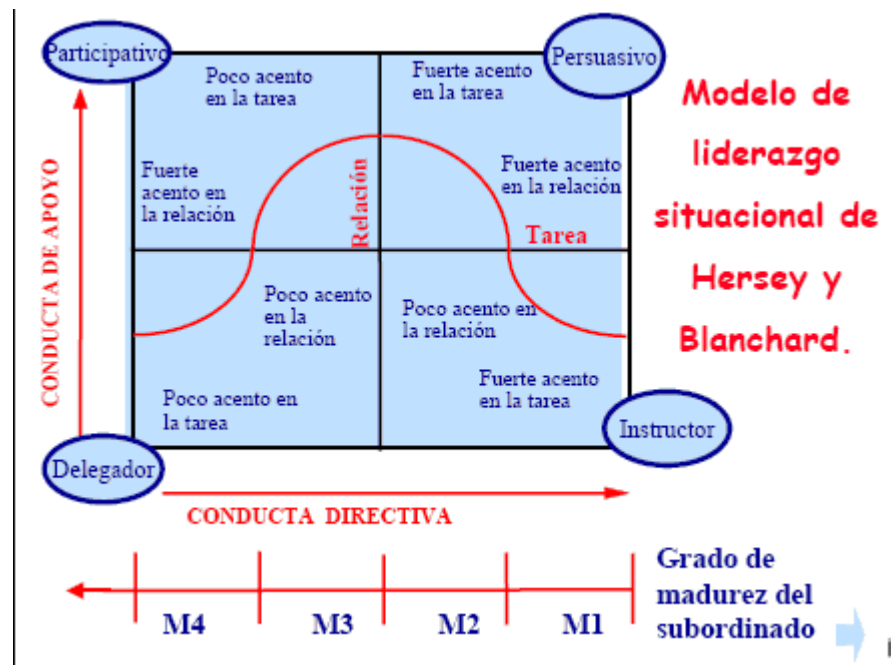 Participativo
Persuasivo
Poco acento
en la tarea
Fuerte acento
en la tarea
Fuerte
acento en
la relación
Relación
Fuerte acento
en la relación
Tarea
Modelo de
liderazgo
situacional de
Hersey y
Blanchard.
CONDUCTA DE APOYO
Poco acento
en la
relación
Poco acento en
la relación
Poco acento en
la tarea
Fuerte acento
en la tarea
Delegador
Instructor
CONDUCTA DIRECTIVA
M4
M3
M2
M1
Grado de
madurez del
subordinado